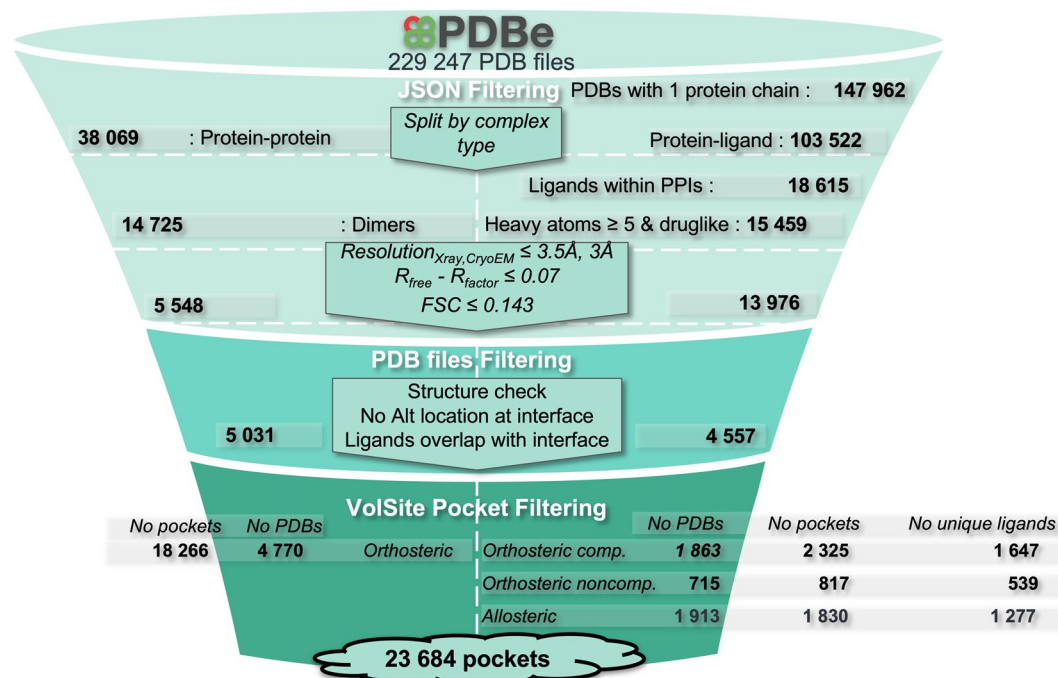 PDBe
229 247 PDB files
JSON Filtering
PDBs with 1 protein chain : 147 962
Split by complex
type
38 069 : Protein-protein
Protein-ligand : 103 522
Ligands within PPIs : 18 615
14 725 : Dimers
Heavy atoms ≥ 5 & druglike : 15 459
Resolution Xray,CryoEM ≤ 3.5Å, 3Å
Rfree - Rfactor ≤ 0.07
FSC ≤ 0.143
5 548
13 976
PDB files Filtering
Structure check
No Alt location at interface
Ligands overlap with interface
5 031
4 557
VolSite Pocket Filtering
No pockets No PDBs
No PDBs No pockets No unique ligands
18 266 4 770 Orthosteric
Orthosteric comp. 1 863 2 325 1 647
Orthosteric noncomp. 715 817 539
Allosteric 1 913 1 830 1 277
23 684 pockets